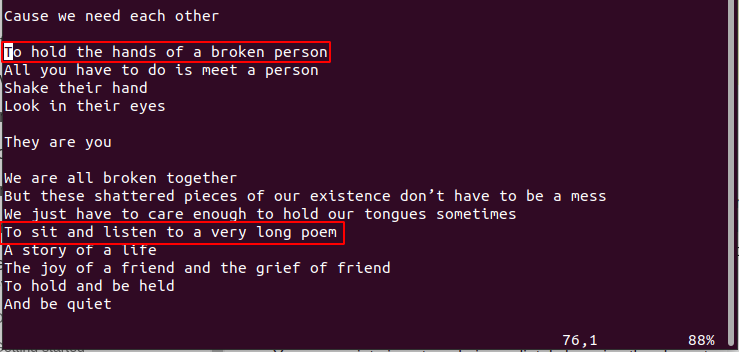 Cause we need each other
To hold the hands of a broken person
All you have to do is meet a person
Shake their hand
Look in their eyes
They are you
We are all broken together
But these shattered pieces of our existence don’t have to be a mess
We just have to care enough to hold our tongues sometimes
To sit and listen to a very long poem
A story of a life
The joy of a friend and the grief of friend
To hold and be held
And be quiet
76,1 88%